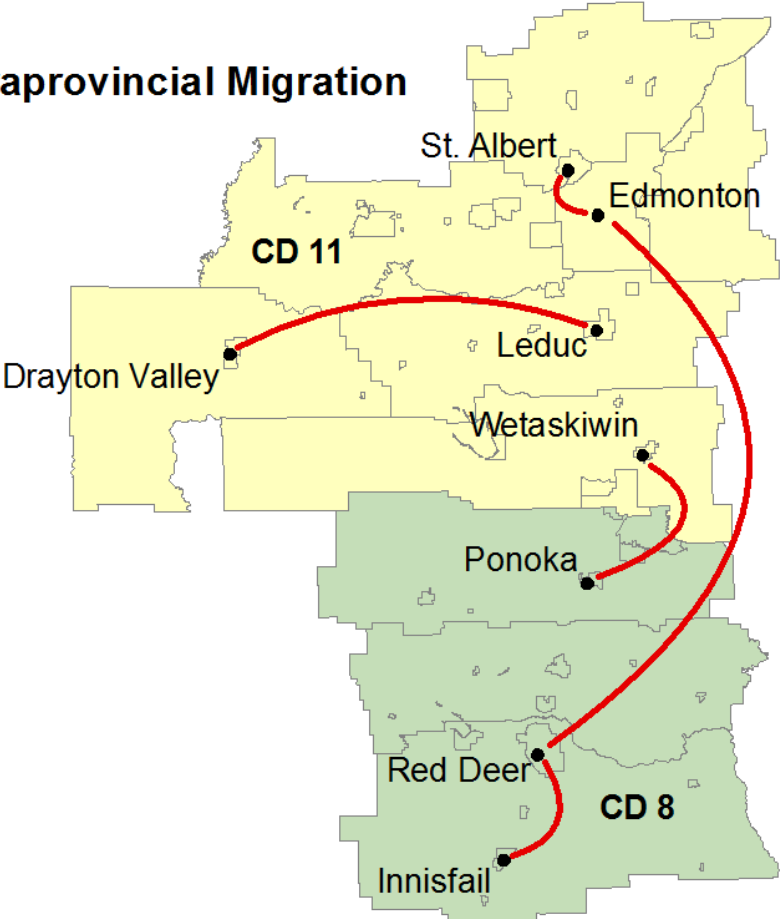 aprovincial Migration
St. Albert
Edmonton
CD 11
Leduc
Drayton Valley
Wetaskiwin
Ponoka
Red Deer
CD 8
Innisfail